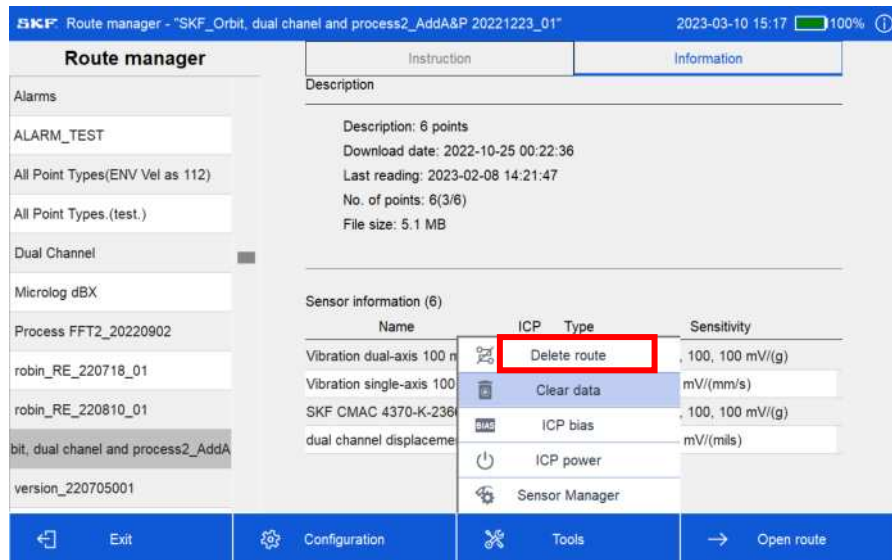 SKF Route manager - "SKF_Orbit, dual chanel and process2_AddA&P 20221223_01" 2023-03-10 15:17 100%
Route manager
Instruction Information
Alarms
ALARM_TEST
All Point Types(ENV Vel as 112)
All Point Types.(test.)
Dual Channel
Microlog dBX
Process FFT2_20220902
robin_RE_220718_01
robin_RE_220810_01
bit, dual chanel and process2_AddA
version_220705001
Description
Description: 6 points
Download date: 2022-10-25 00:22:36
Last reading: 2023-02-08 14:21:47
No. of points: 6(3/6)
File size: 5.1 MB
Sensor information (6)
Name ICP Type Sensitivity
Vibration dual-axis 100 m , 100, 100 mV/(g)
Vibration single-axis 100 mV/(mm/s)
SKF CMAC 4370-K-236 , 100, 100 mV/(g)
dual channel displaceme mV/(mils)
Delete route
Clear data
BIAS ICP bias
ICP power
Sensor Manager
Exit Configuration Tools Open route